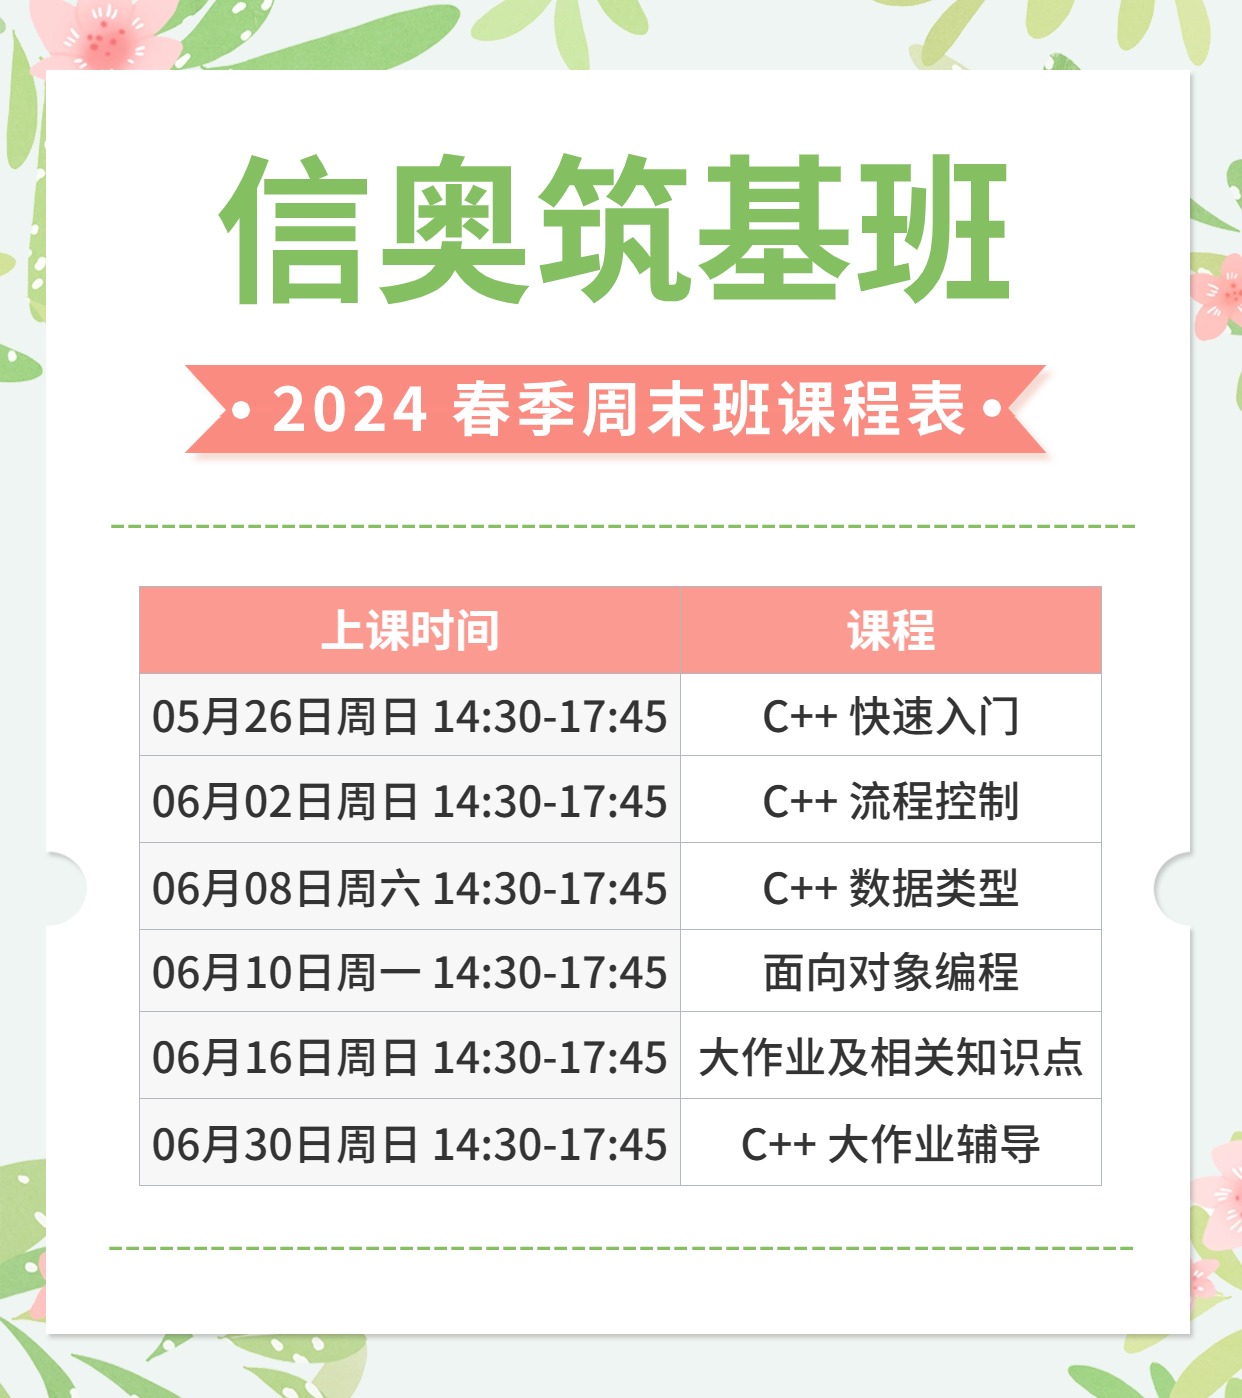 信奥筑基班
•2024 春季周末班课程表•
上课时间 课程
05月26日周日 14:30-17:45 C++ 快速入门
06月02日周日 14:30-17:45 C++ 流程控制
06月08日周六 14:30-17:45 C++ 数据类型
06月10日周一 14:30-17:45 面向对象编程
06月16日周日 14:30-17:45 大作业及相关知识点
06月30日周日 14:30-17:45 C++ 大作业辅导